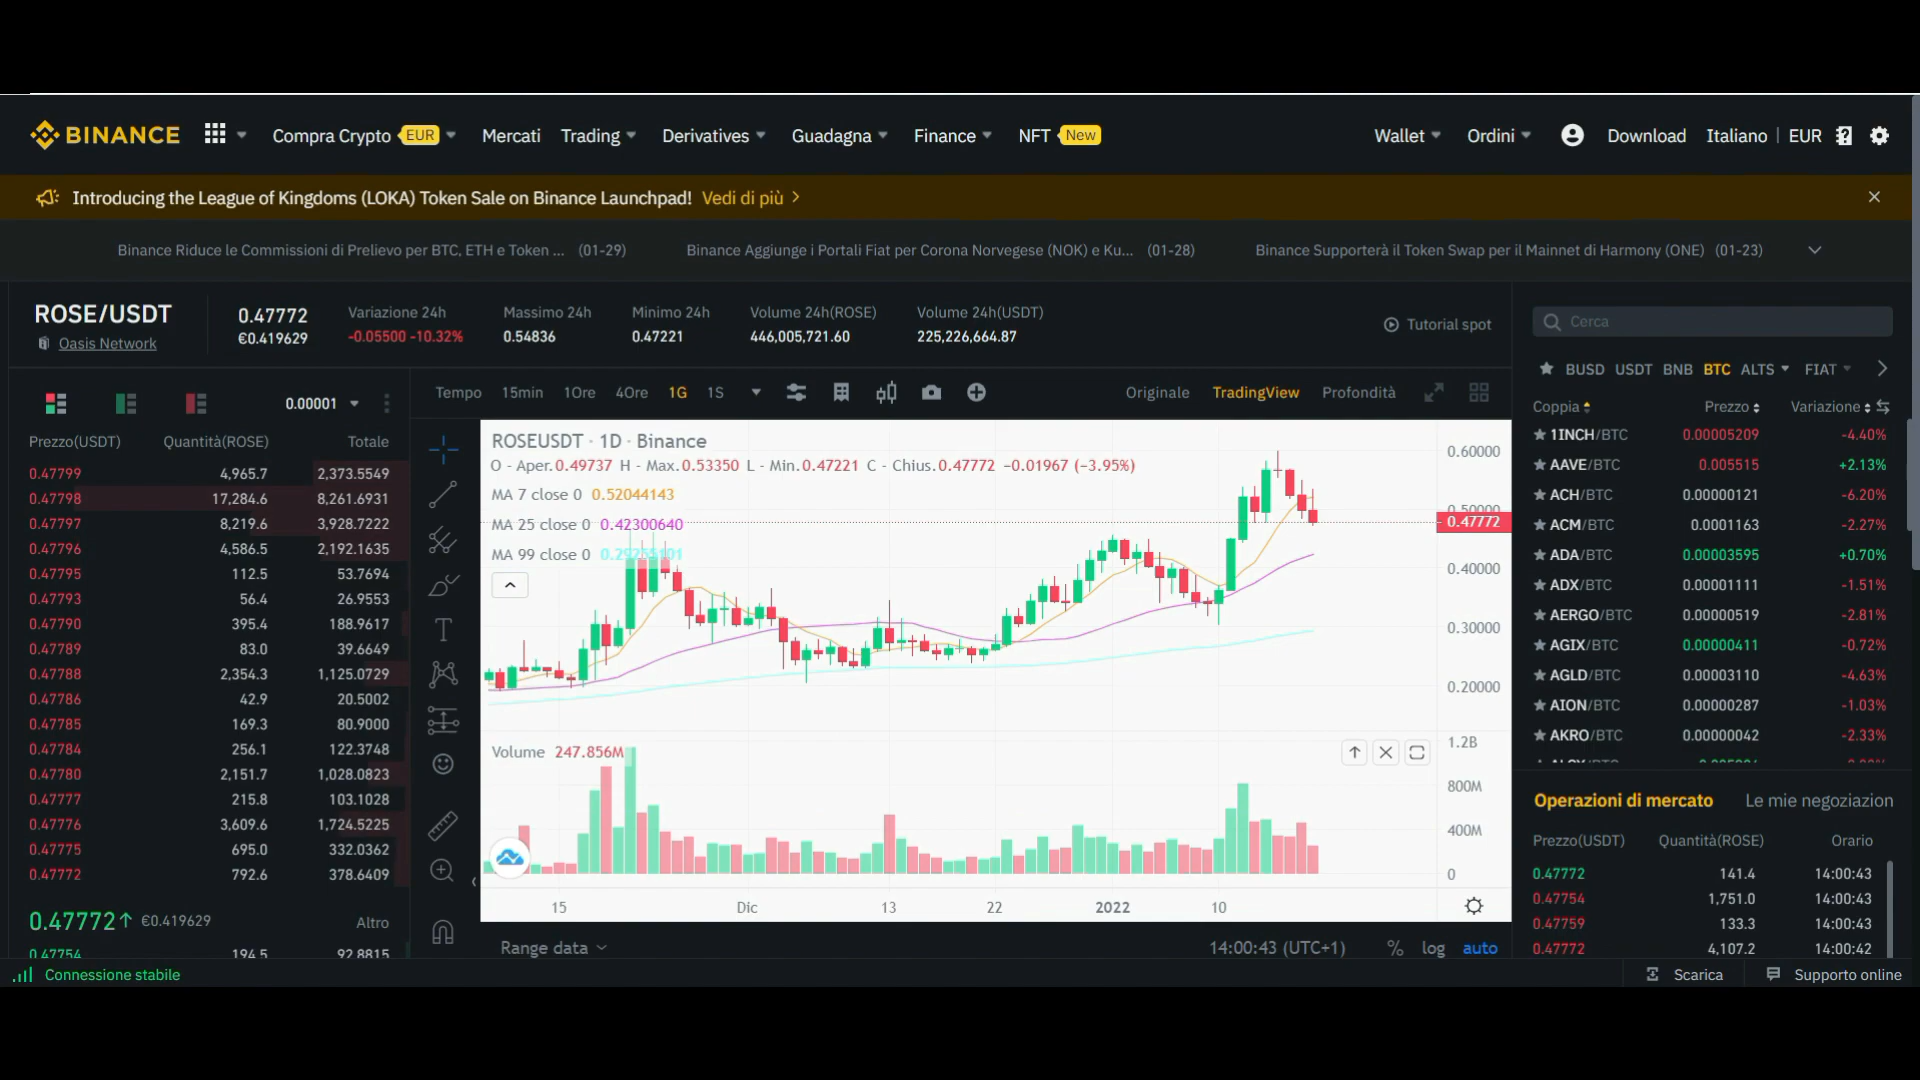 BINANCE
Compra Crypto EUR Mercati Trading Derivatives Guadagna Finance NFT New Wallet Ordini Download Italiano EUR
Introducing the League of Kingdoms (LOKA) Token Sale on Binance Launchpad! Vedi di più
Binance Riduce le Commissioni di Prelievo per BTC, ETH e Token ... (01-29) Binance Aggiunge i Portali Fiat per Corona Norvegese (NOK) e Ku... (01-28) Binance Supporterà il Token Swap per il Mainnet di Harmony (ONE) (01-23)
ROSE/USDT
Oasis Network
0.47772
€0.419629
Variazione 24h
-0.05500 -10.32%
Massimo 24h
0.54836
Minimo 24h
0.47221
Volume 24h(ROSE)
446,005,721.60
Volume 24h(USDT)
225,226,664.87
Tutorial spot
0.00001
Prezzo(USDT) Quantità(ROSE) Totale
0.47799 4,965.7 2,373.5549
0.47798 17,284.6 8,261.6931
0.47797 8,219.6 3,928.7222
0.47796 4,586.5 2,192.1635
0.47795 112.5 53.7694
0.47793 56.4 26.9553
0.47790 395.4 188.9617
0.47789 83.0 39.6649
0.47788 2,354.3 1,125.0729
0.47786 42.9 20.5002
0.47785 169.3 80.9000
0.47784 256.1 122.3748
0.47780 2,151.7 1,028.0823
0.47777 215.8 103.1028
0.47776 3,609.6 1,724.5225
0.47775 695.0 332.0362
0.47772 792.6 378.6409
0.47772↑ €0.419629 Altro
0.47754 194.5 92.8815
Tempo 15min 1Ore 4Ore 1G 1S Originale TradingView Profondità
ROSEUSDT · 1D · Binance
O - Aper.0.49737 H - Max.0.53350 L - Min.0.47221 C - Chius.0.47772 −0.01967 (−3.95%)
MA 7 close 0 0.52044143
MA 25 close 0 0.42300640
MA 99 close 0
0.60000
0.50000
0.47772
0.40000
0.30000
0.20000
Volume 247.856M
1.2B
800M
400M
0
15 Dic 13 22 2022 10
Range data 14:00:43 (UTC+1) % log auto
Cerca
BUSD USDT BNB BTC ALTS FIAT
Coppia Prezzo Variazione
1INCH/BTC 0.00005209 -4.40%
AAVE/BTC 0.005515 +2.13%
ACH/BTC 0.00000121 -6.20%
ACM/BTC 0.0001163 -2.27%
ADA/BTC 0.00003595 +0.70%
ADX/BTC 0.00001111 -1.51%
AERGO/BTC 0.00000519 -2.81%
AGIX/BTC 0.00000411 -0.72%
AGLD/BTC 0.00003110 -4.63%
AION/BTC 0.00000287 -1.03%
AKRO/BTC 0.00000042 -2.33%
Operazioni di mercato Le mie negoziazion
Prezzo(USDT) Quantità(ROSE) Orario
0.47772 141.4 14:00:43
0.47754 1,751.0 14:00:43
0.47759 133.3 14:00:43
0.47772 4,107.2 14:00:42
Connessione stabile Scarica Supporto online